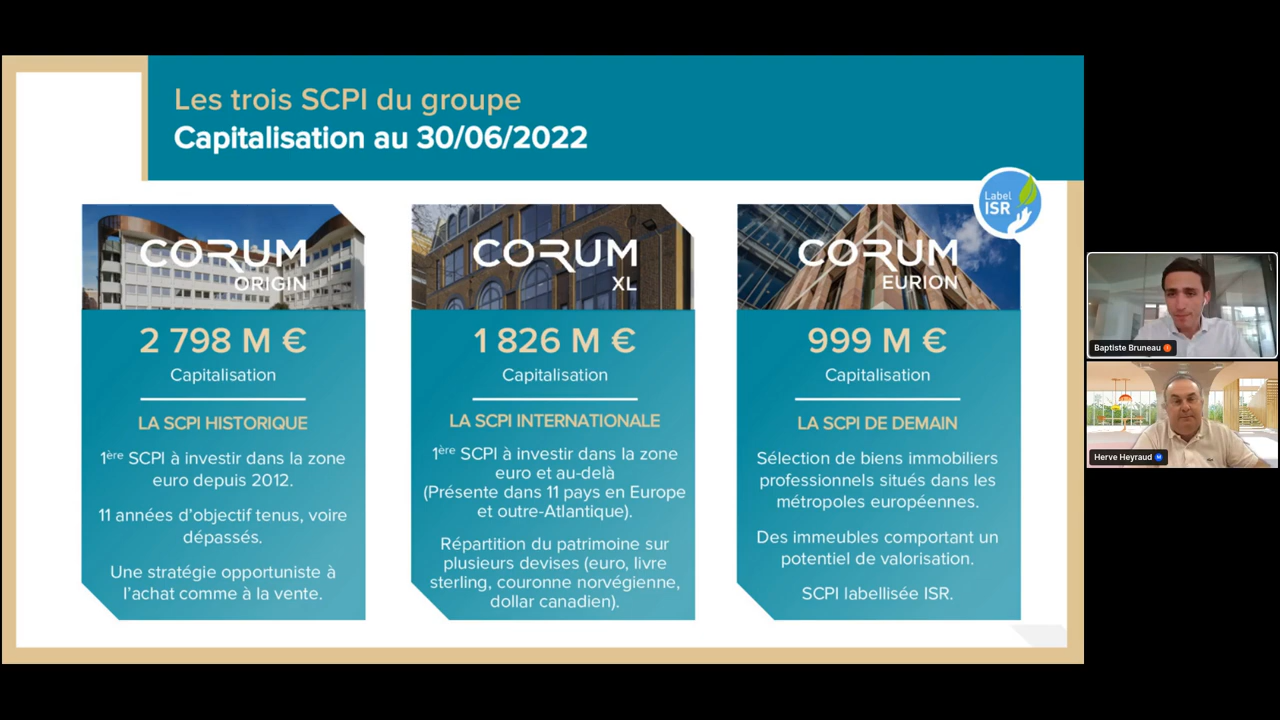 Les trois SCPI du groupe
Capitalisation au 30/06/2022
CORUM
ORIGIN
2 798 M €
Capitalisation
LA SCPI HISTORIQUE
1ère SCPI à investir dans la zone
euro depuis 2012.
11 années d’objectif tenus, voire
dépassés.
Une stratégie opportuniste à
l’achat comme à la vente.
CORUM
XL
1 826 M €
Capitalisation
LA SCPI INTERNATIONALE
1ère SCPI à investir dans la zone
euro et au-delà
(Présente dans 11 pays en Europe
et outre-Atlantique).
Répartition du patrimoine sur
plusieurs devises (euro, livre
sterling, couronne norvégienne,
dollar canadien).
Label
ISR
CORUM
EURION
999 M €
Capitalisation
LA SCPI DE DEMAIN
Sélection de biens immobiliers
professionnels situés dans les
métropoles européennes.
Des immeubles comportant un
potentiel de valorisation.
SCPI labellisée ISR.
Baptiste Bruneau
Herve Heyraud